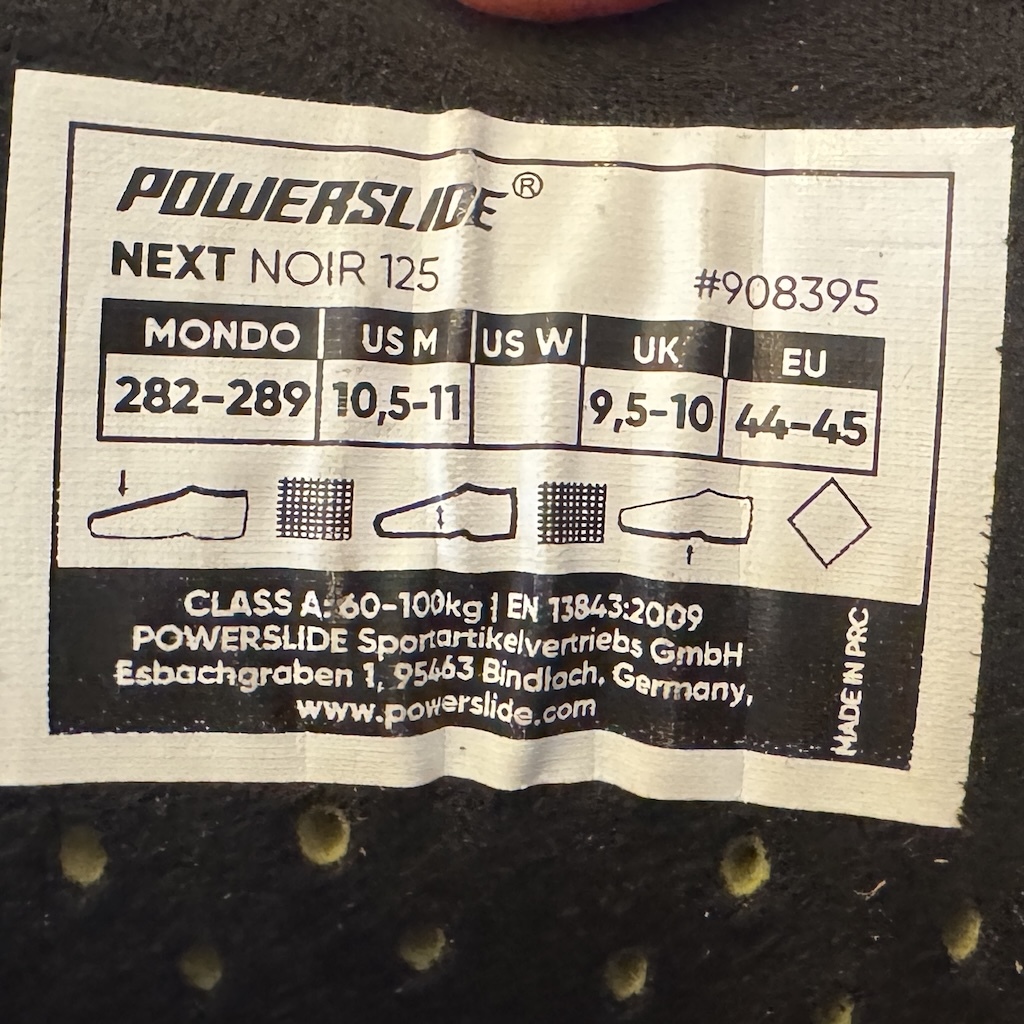 POWERSLIDE®
NEXT NOIR 125 #908395
MONDO US M US W UK EU
282-289 10,5-11 9,5-10 44-45
CLASS A: 60-100kg | EN 13843:2009
POWERSLIDE Sportartikelvertriebs GmbH
Esbachgraben 1, 95463 Bindlach, Germany,
www.powerslide.com
MADE IN PRC